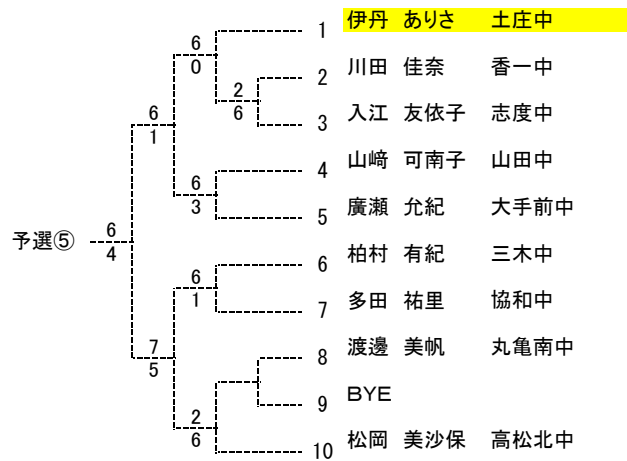 1 伊丹 ありさ 土庄中
6
0
川田 佳奈 香一中
2
2
6
6
1
入江 友依子 志度中
3
山﨑 可南子 山田中
4
6
3
廣瀬 允紀 大手前中
5
予選⑤
6
4
柏村 有紀 三木中
6
6
1
多田 祐里 協和中
7
7
5
渡邊 美帆 丸亀南中
8
BYE
9
2
6
松岡 美沙保 高松北中
10